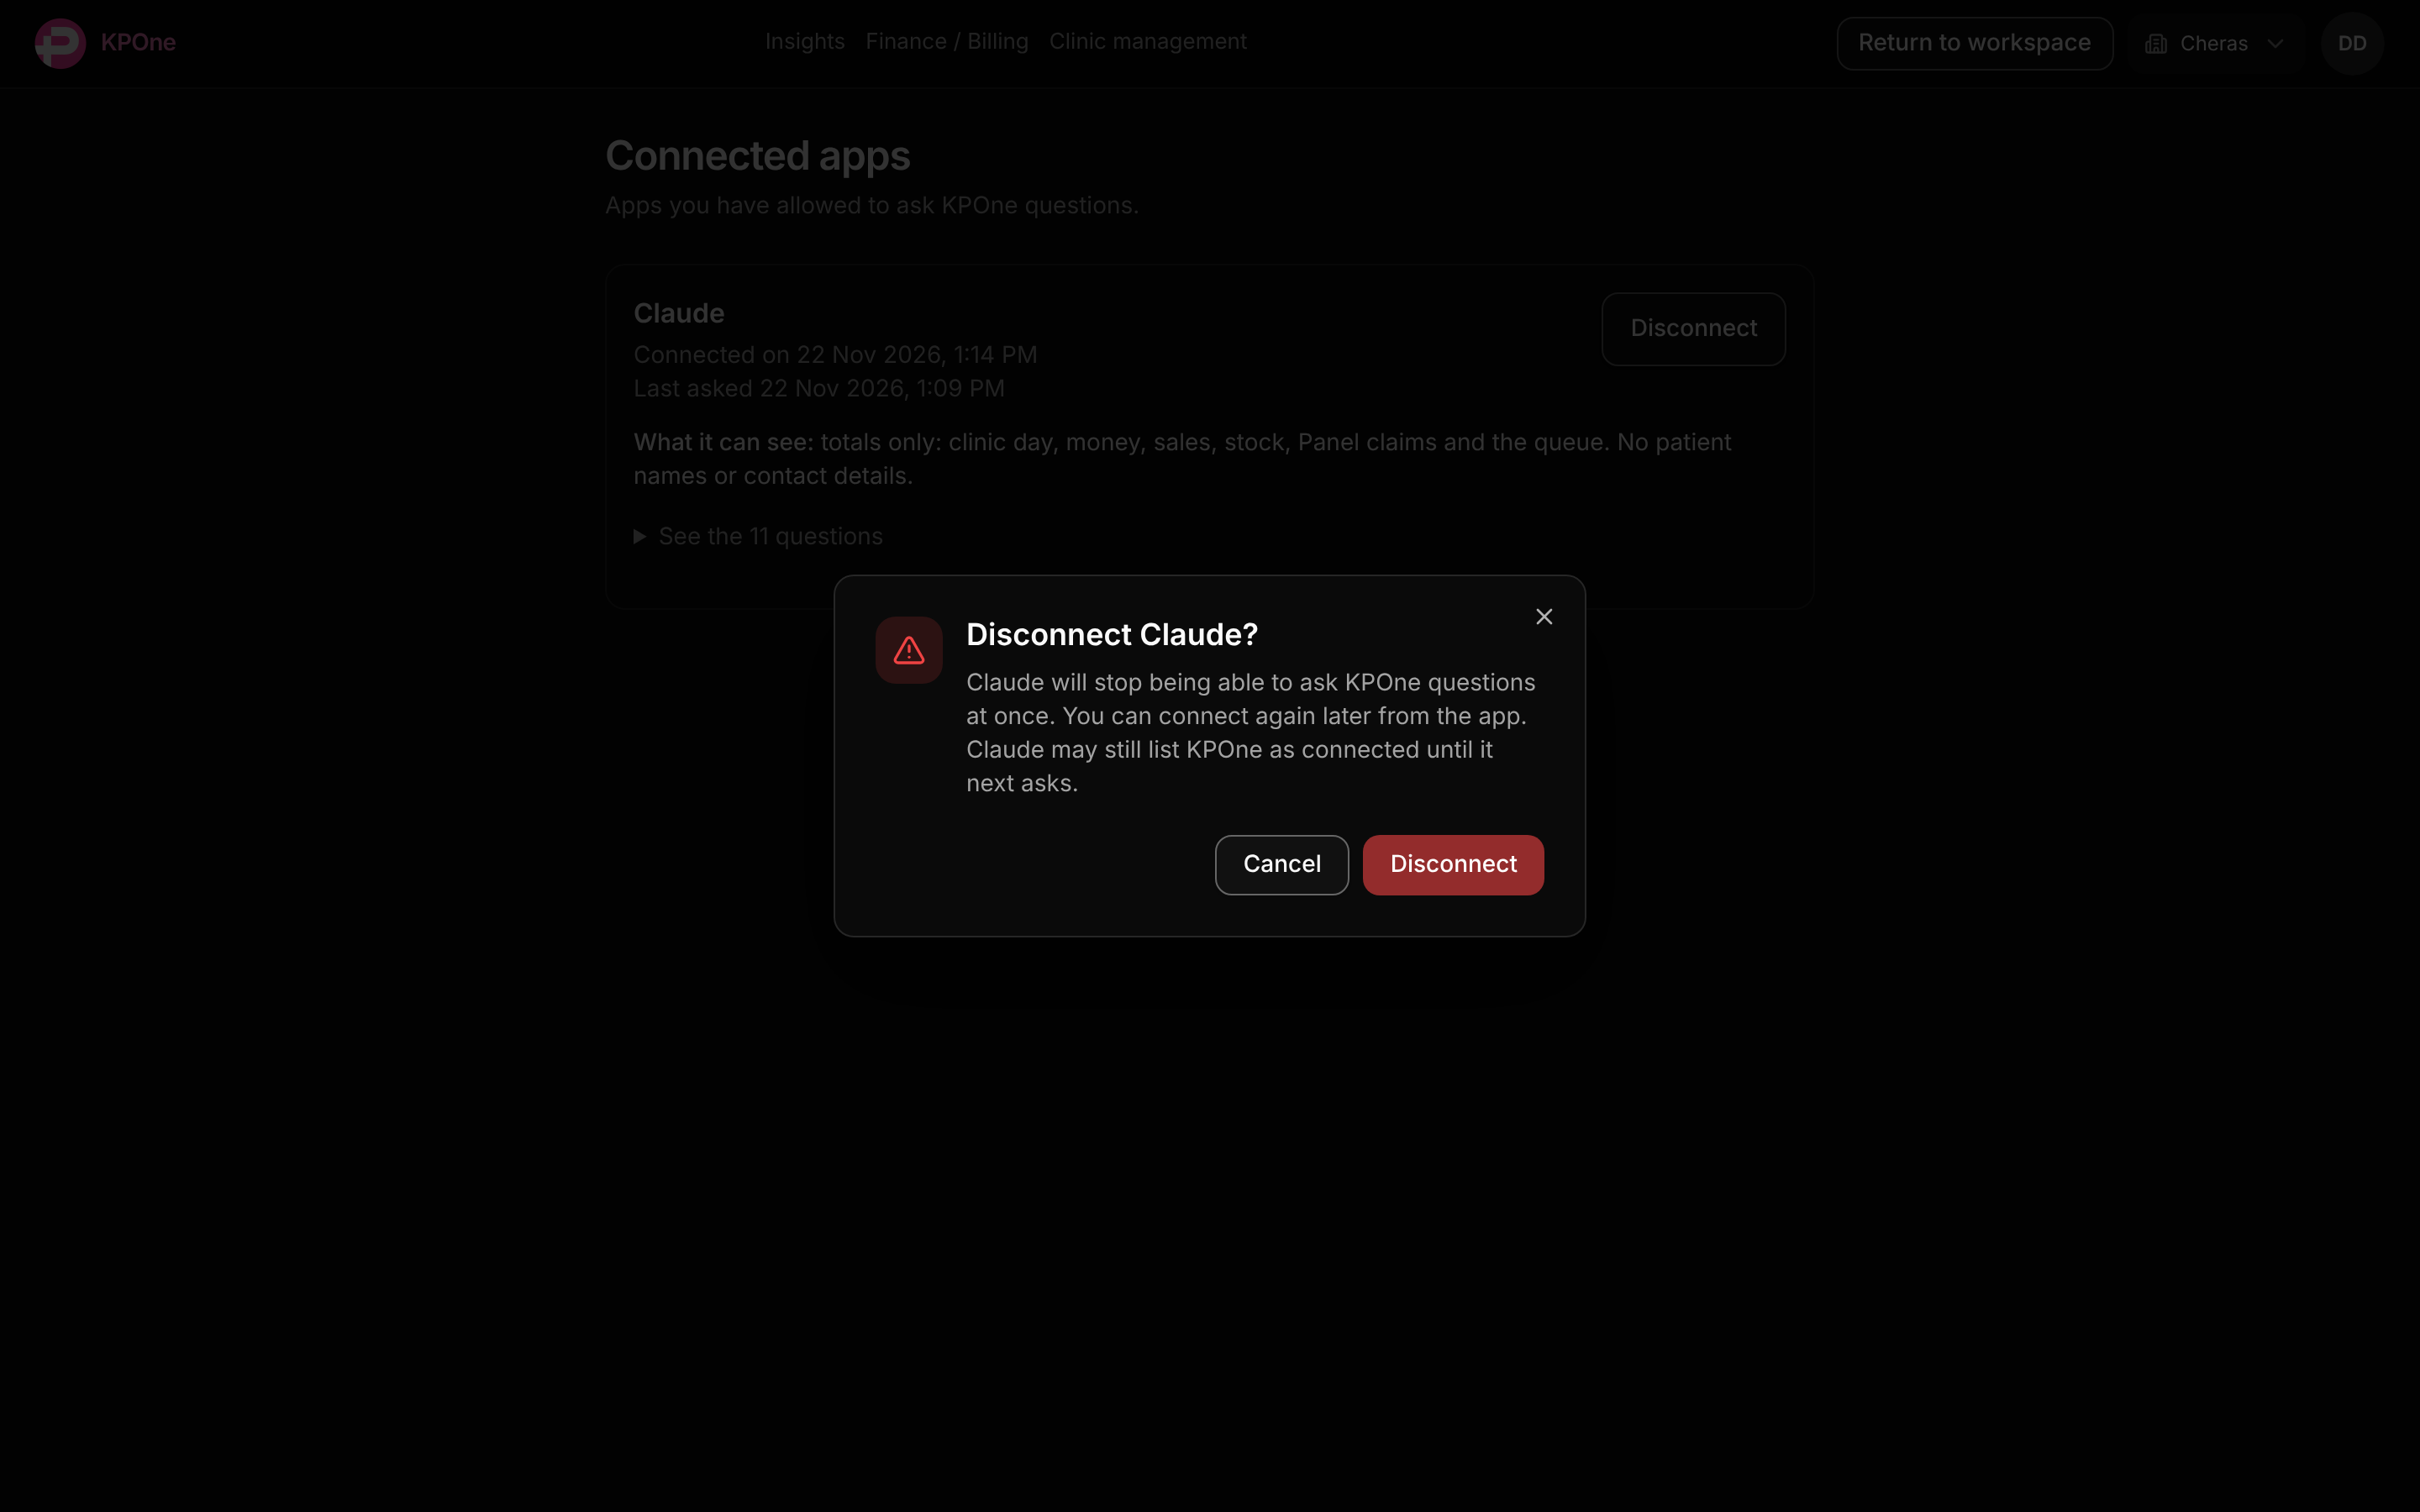 KPOne
Insights
Finance / Billing
Clinic management
Return to workspace
Cheras
DD
Connected apps
Apps you have allowed to ask KPOne questions.
Claude
Disconnect
Connected on 22 Nov 2026, 1:14 PM
Last asked 22 Nov 2026, 1:09 PM
What it can see: totals only: clinic day, money, sales, stock, Panel claims and the queue. No patient
names or contact details.
See the 11 questions
Disconnect Claude?
Claude will stop being able to ask KPOne questions
at once. You can connect again later from the app.
Claude may still list KPOne as connected until it
next asks.
Cancel
Disconnect